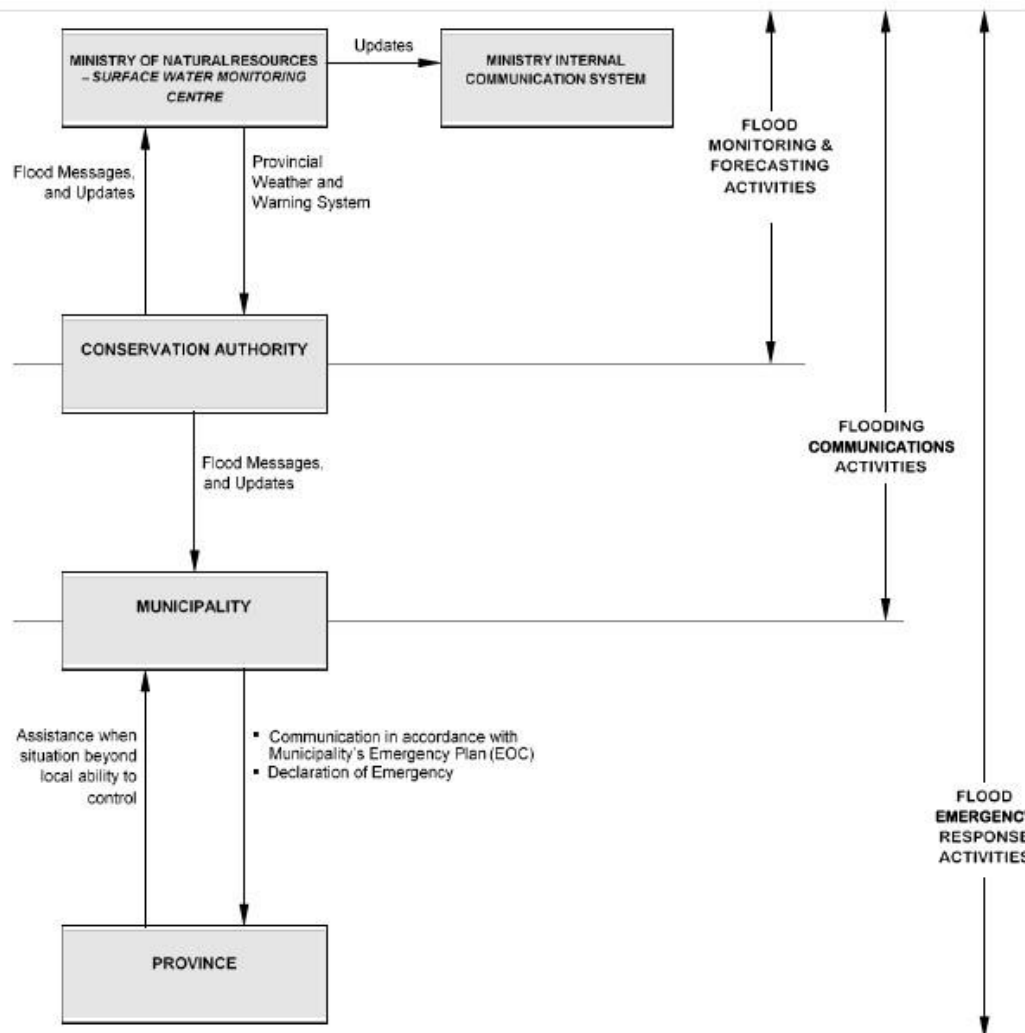 MINISTRY OF NATURAL RESOURCES
– SURFACE WATER MONITORING
CENTRE
Updates
MINISTRY INTERNAL
COMMUNICATION SYSTEM
FLOOD
MONITORING &
FORECASTING
ACTIVITIES
Flood Messages,
and Updates
Provincial
Weather and
Warning System
CONSERVATION AUTHORITY
FLOODING
COMMUNICATIONS
ACTIVITIES
Flood Messages,
and Updates
MUNICIPALITY
Assistance when
situation beyond
local ability to
control
▪ Communication in accordance with
Municipality's Emergency Plan (EOC)
▪ Declaration of Emergency
FLOOD
EMERGENCY
RESPONSE
ACTIVITIES
PROVINCE